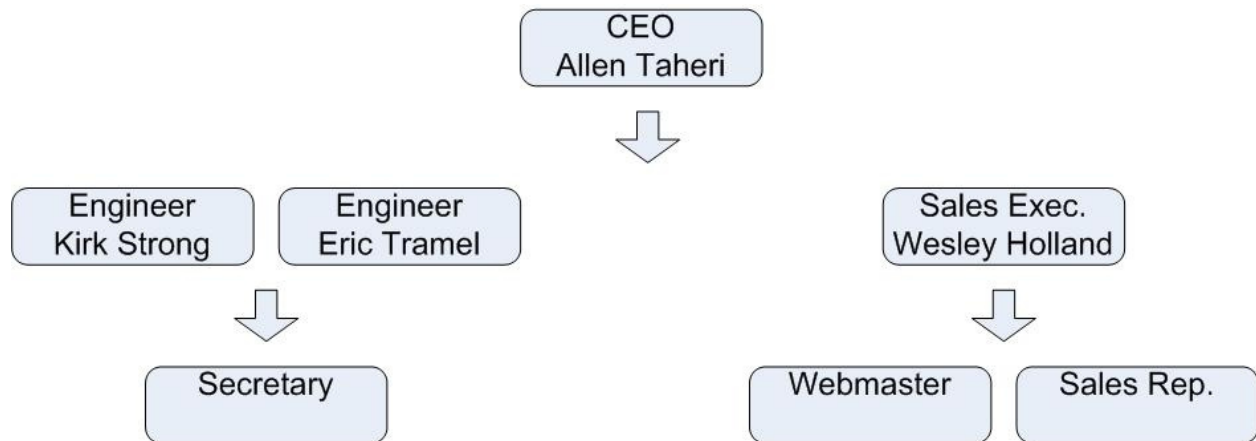 CEO
Allen Taheri
Engineer
Kirk Strong
Engineer
Eric Tramel
Sales Exec.
Wesley Holland
Secretary
Webmaster
Sales Rep.